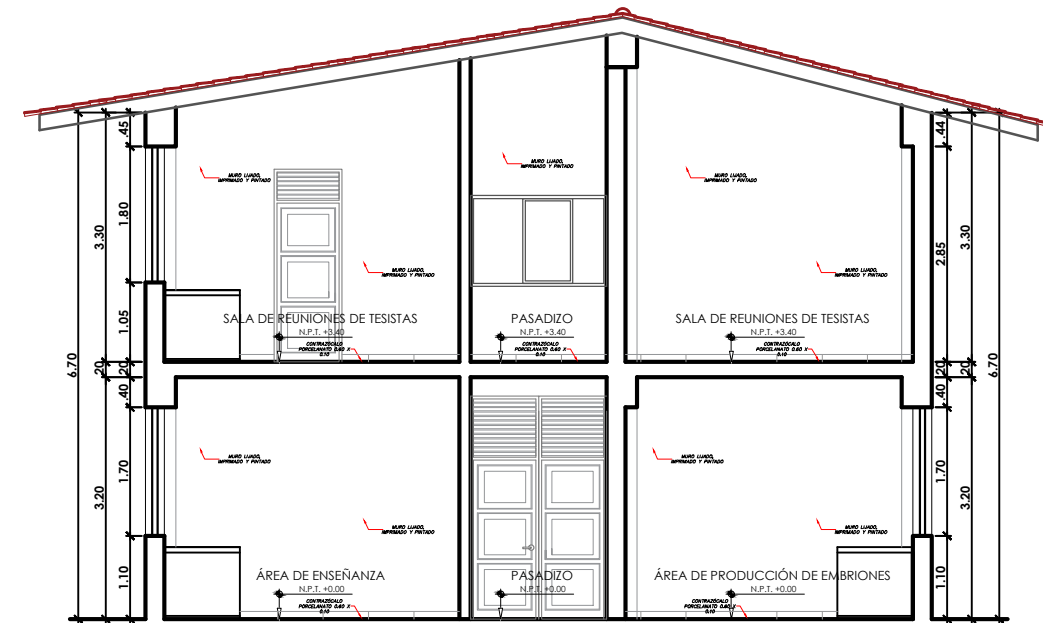 .45
.44
MURO LIJADO,
IMPRIMADO Y PINTADO
MURO LIJADO,
IMPRIMADO Y PINTADO
MURO LIJADO,
IMPRIMADO Y PINTADO
1.80
3.30
2.85
3.30
MURO LIJADO,
IMPRIMADO Y PINTADO
MURO LIJADO,
IMPRIMADO Y PINTADO
1.05
SALA DE REUNIONES DE TESISTAS
N.P.T. +3.40
CONTRAZÓCALO
PORCELANATO 0.60 X
0.10
PASADIZO
N.P.T. +3.40
CONTRAZÓCALO
PORCELANATO 0.60 X
0.10
SALA DE REUNIONES DE TESISTAS
N.P.T. +3.40
CONTRAZÓCALO
PORCELANATO 0.60 X
0.10
6.70
.20
.20
.20
.20
6.70
.40
.40
MURO LIJADO,
IMPRIMADO Y PINTADO
MURO LIJADO,
IMPRIMADO Y PINTADO
1.70
3.20
1.70
3.20
MURO LIJADO,
IMPRIMADO Y PINTADO
MURO LIJADO,
IMPRIMADO Y PINTADO
1.10
1.10
ÁREA DE ENSEÑANZA
N.P.T. +0.00
CONTRAZÓCALO
PORCELANATO 0.60 X
0.10
PASADIZO
N.P.T. +0.00
ÁREA DE PRODUCCIÓN DE EMBRIONES
N.P.T. +0.00
CONTRAZÓCALO
PORCELANATO 0.60 X
0.10